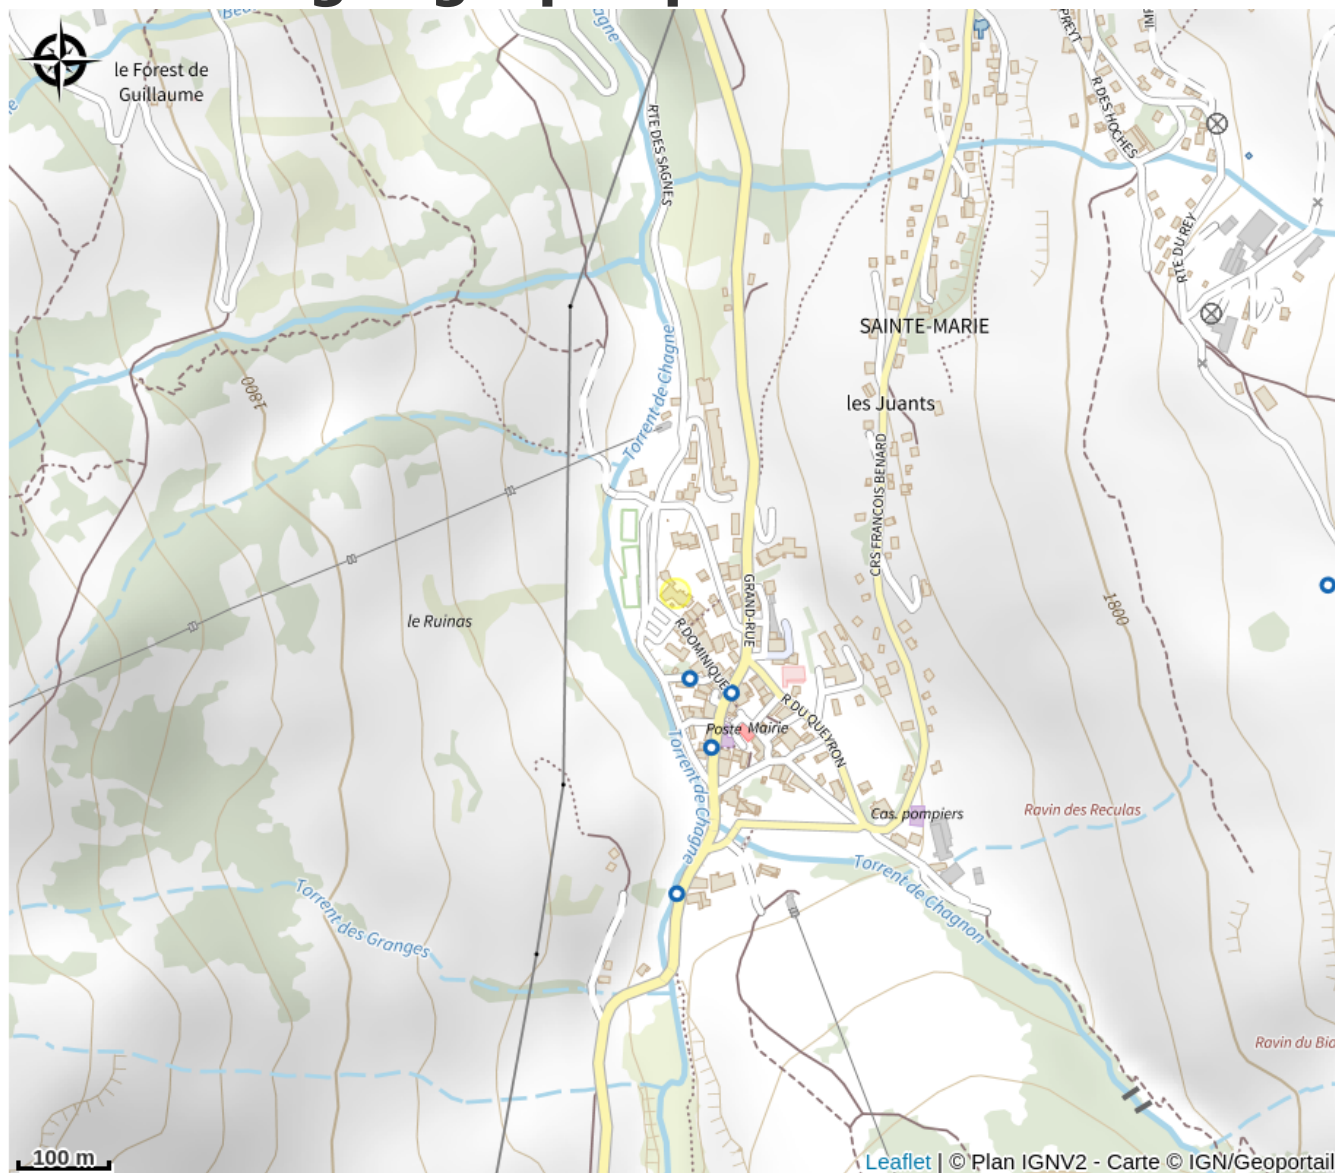 le Forest de
Guillaume
RTE DES SAGNES
PREYT
R DES HOCHES
RTE DU REY
SAINTE-MARIE
les Juants
CRS FRANCOIS BENARD
Torrent de Chagne
1800
le Ruinas
GRAND-RUE
R DOMINIQUE
1800
R DU QUEYRON
Poste Mairie
Torrent de Chagne
Cas. pompiers
Ravin des Reculas
Torrent de Chagnon
Torrent des Granges
Ravin du
100 m
Leaflet | © Plan IGNV2 - Carte © IGN/Geoportail